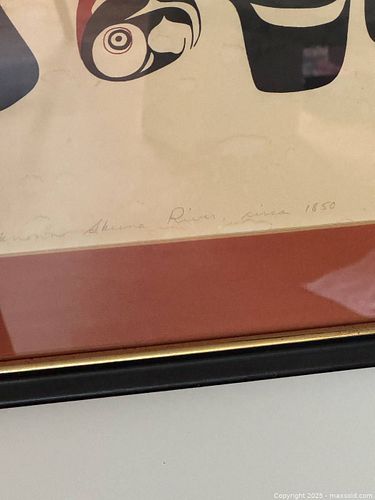 Skeena River, circa 1850
Copyright 2025 - maxsold.com